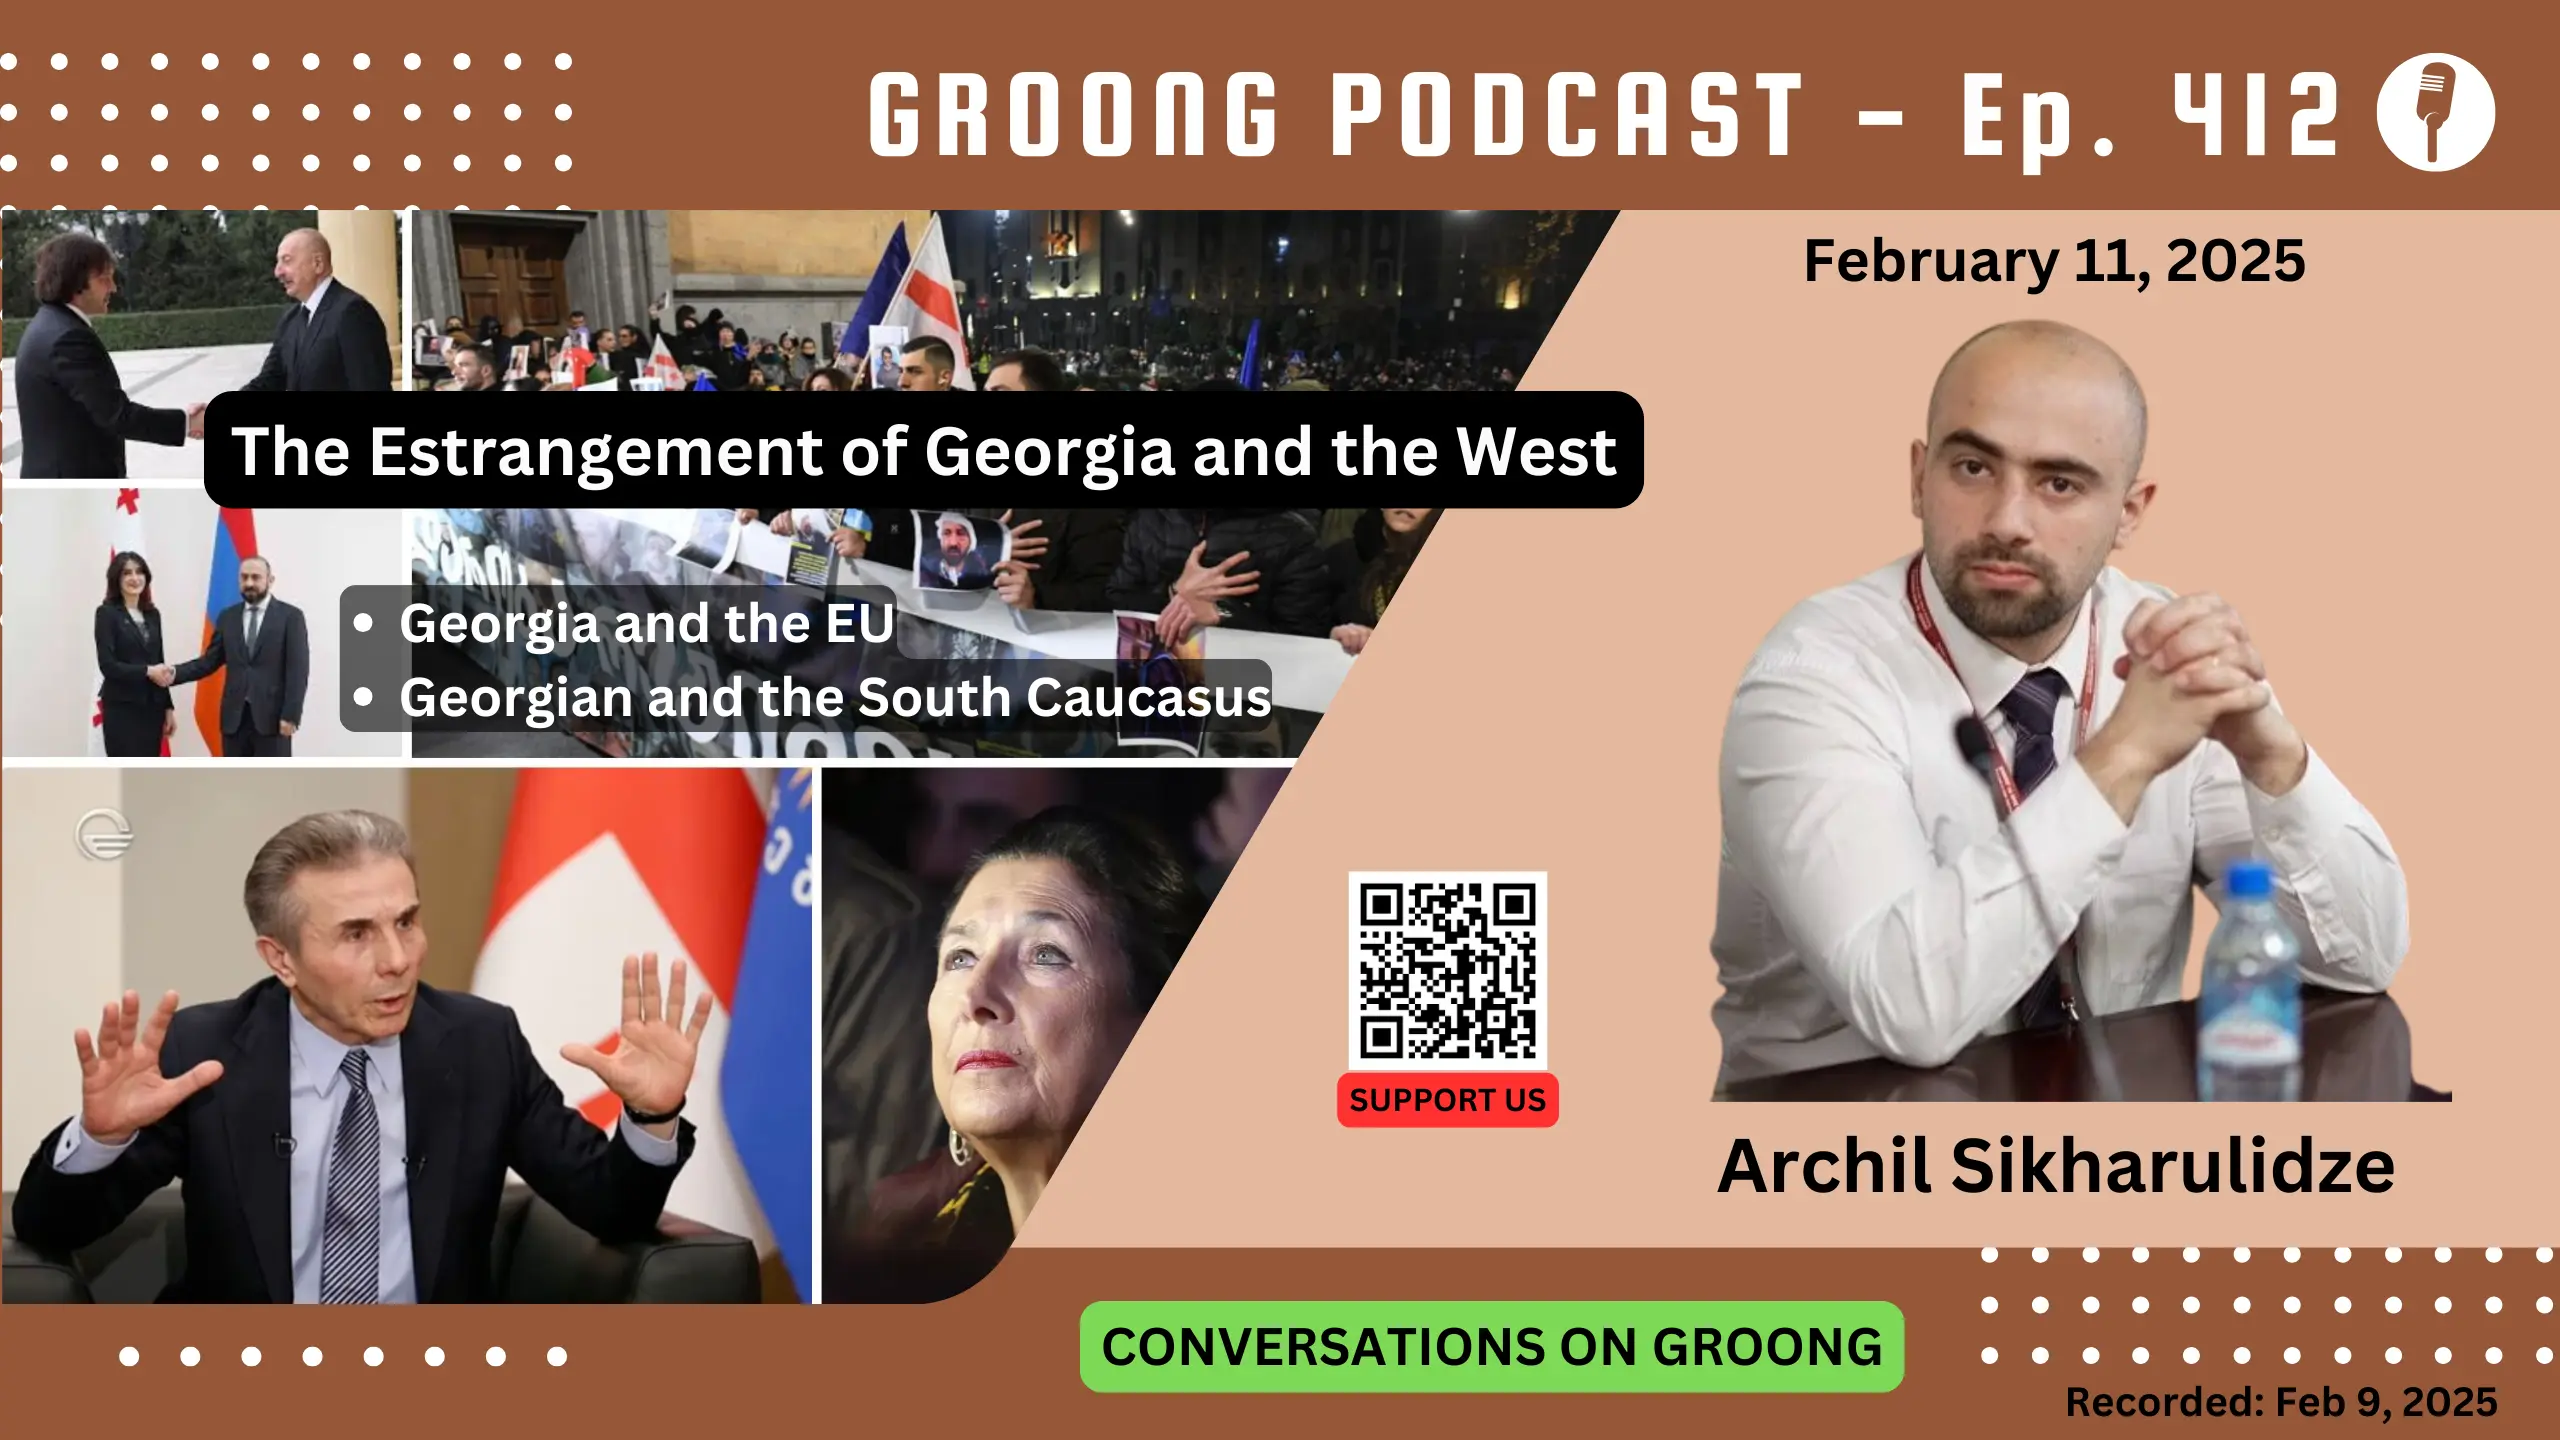 GROONG PODCAST - Ep. 412
February 11, 2025
The Estrangement of Georgia and the West
• Georgia and the EU
• Georgian and the South Caucasus
SUPPORT US
Archil Sikharulidze
CONVERSATIONS ON GROONG
Recorded: Feb 9, 2025